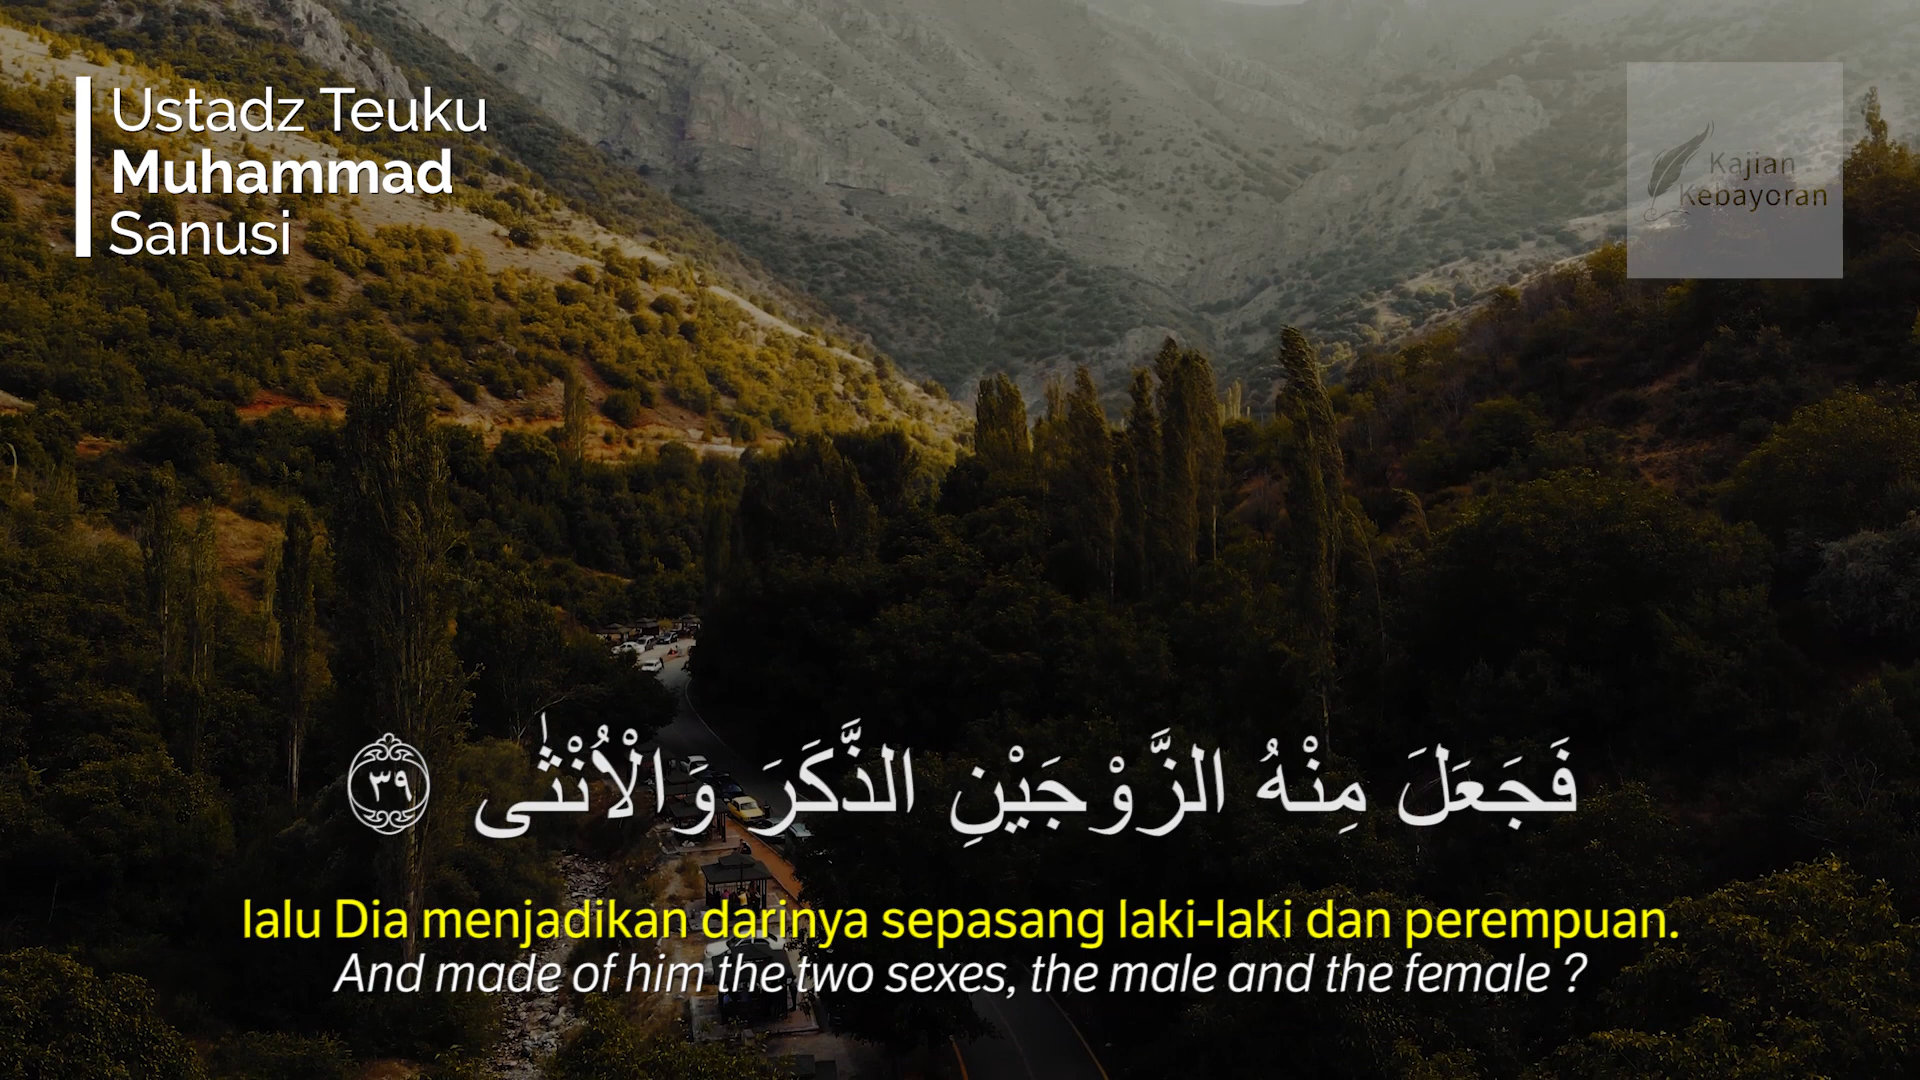 Ustadz Teuku
Muhammad
Sanusi
Kajian
Kebayoran
فَجَعَلَ مِنْهُ الزَّوْجَيْنِ الذَّكَرَ وَالْاُنْثٰى ٣٩
lalu Dia menjadikan darinya sepasang laki-laki dan perempuan.
And made of him the two sexes, the male and the female ?